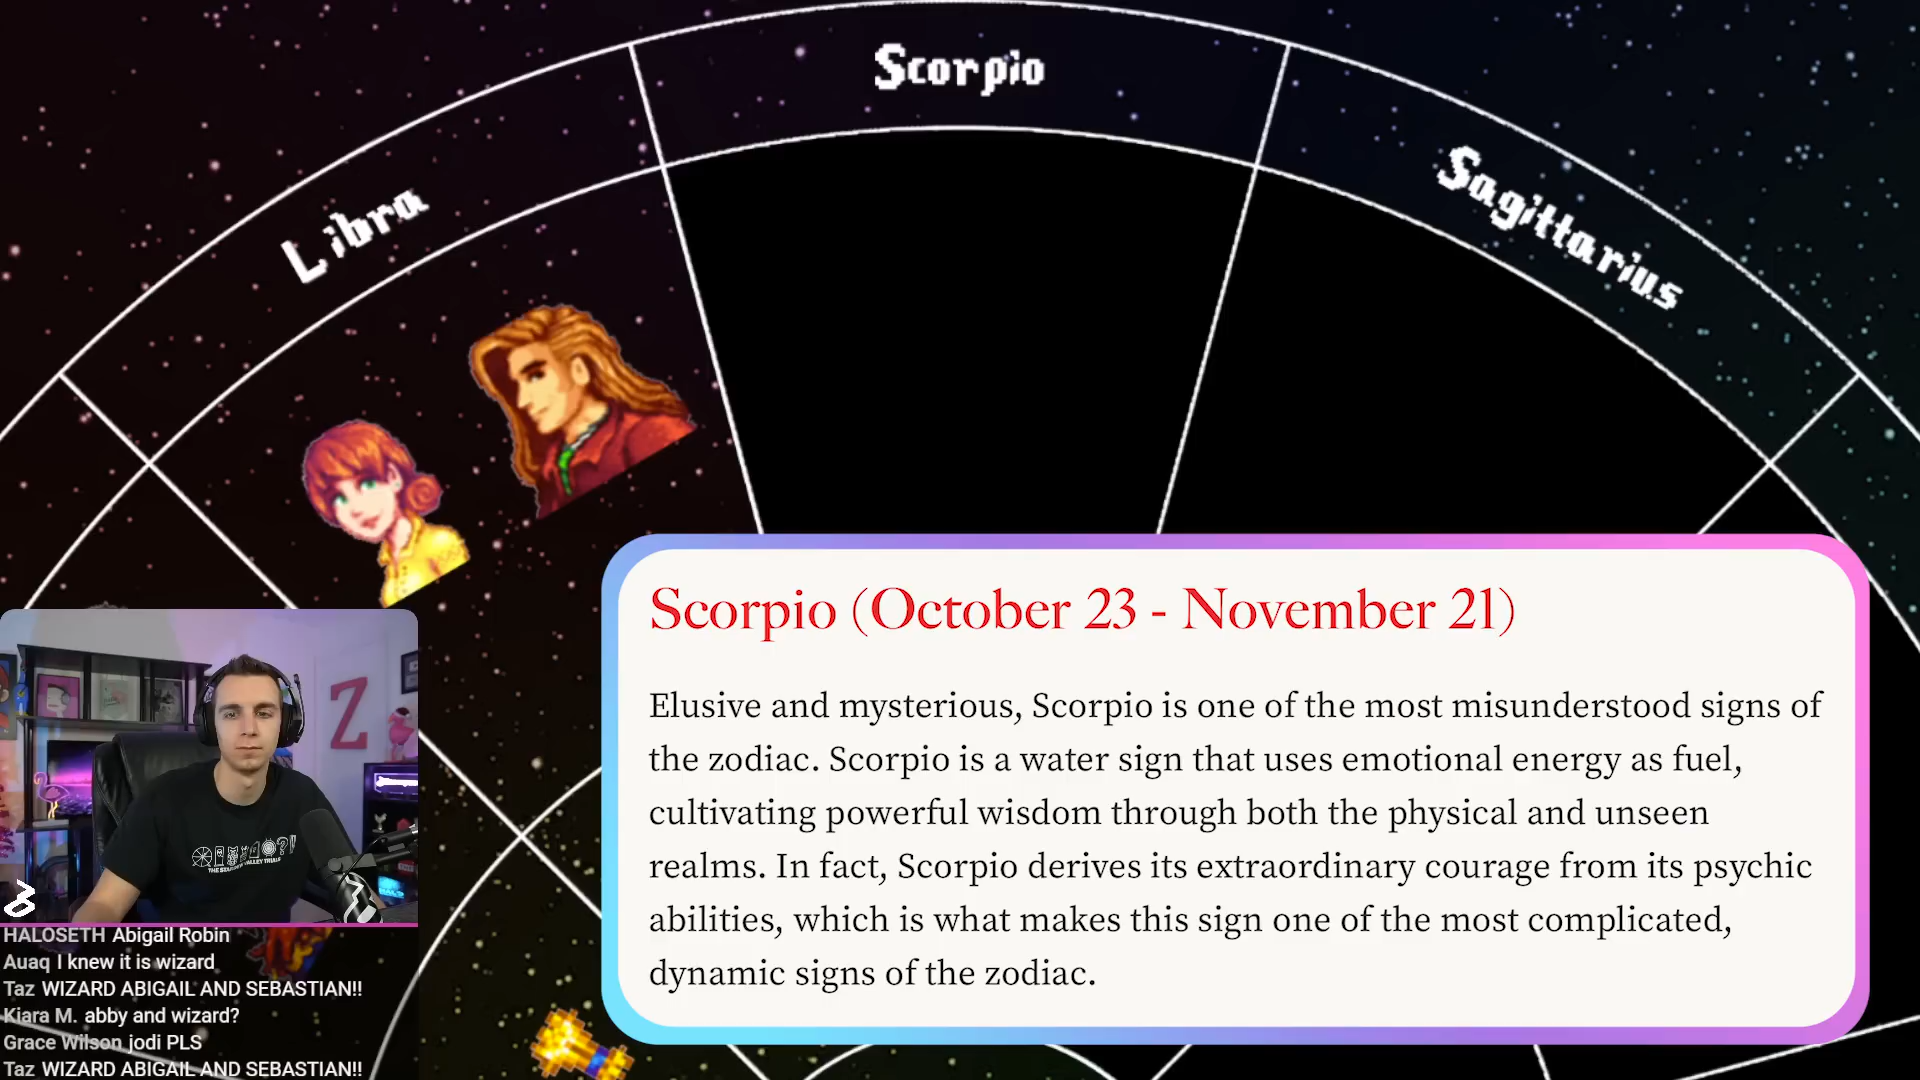 Scorpio
Libra
Sagittarius
Scorpio (October 23 - November 21)
Elusive and mysterious, Scorpio is one of the most misunderstood signs of
the zodiac. Scorpio is a water sign that uses emotional energy as fuel,
cultivating powerful wisdom through both the physical and unseen
realms. In fact, Scorpio derives its extraordinary courage from its psychic
abilities, which is what makes this sign one of the most complicated,
dynamic signs of the zodiac.
Z
HALOSETH Abigail Robin
Auaq I knew it is wizard
Taz WIZARD ABIGAIL AND SEBASTIAN!!
Kiara M. abby and wizard?
Grace Wilson jodi PLS
Taz WIZARD ABIGAIL AND SEBASTIAN!!